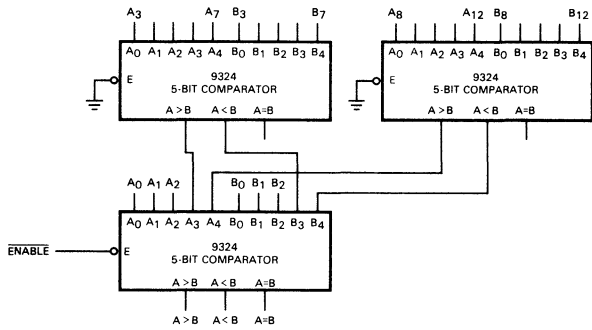 A3 A7 B3 B7
A8 A12 B8 B12
A0 A1 A2 A3 A4 B0 B1 B2 B3 B4
E
9324
5-BIT COMPARATOR
A>B A<B A=B
A0 A1 A2 A3 A4 B0 B1 B2 B3 B4
E
9324
5-BIT COMPARATOR
A>B A<B A=B
A0 A1 A2 B0 B1 B2
A0 A1 A2 A3 A4 B0 B1 B2 B3 B4
ENABLE
E
9324
5-BIT COMPARATOR
A>B A<B A=B
A>B A<B A=B